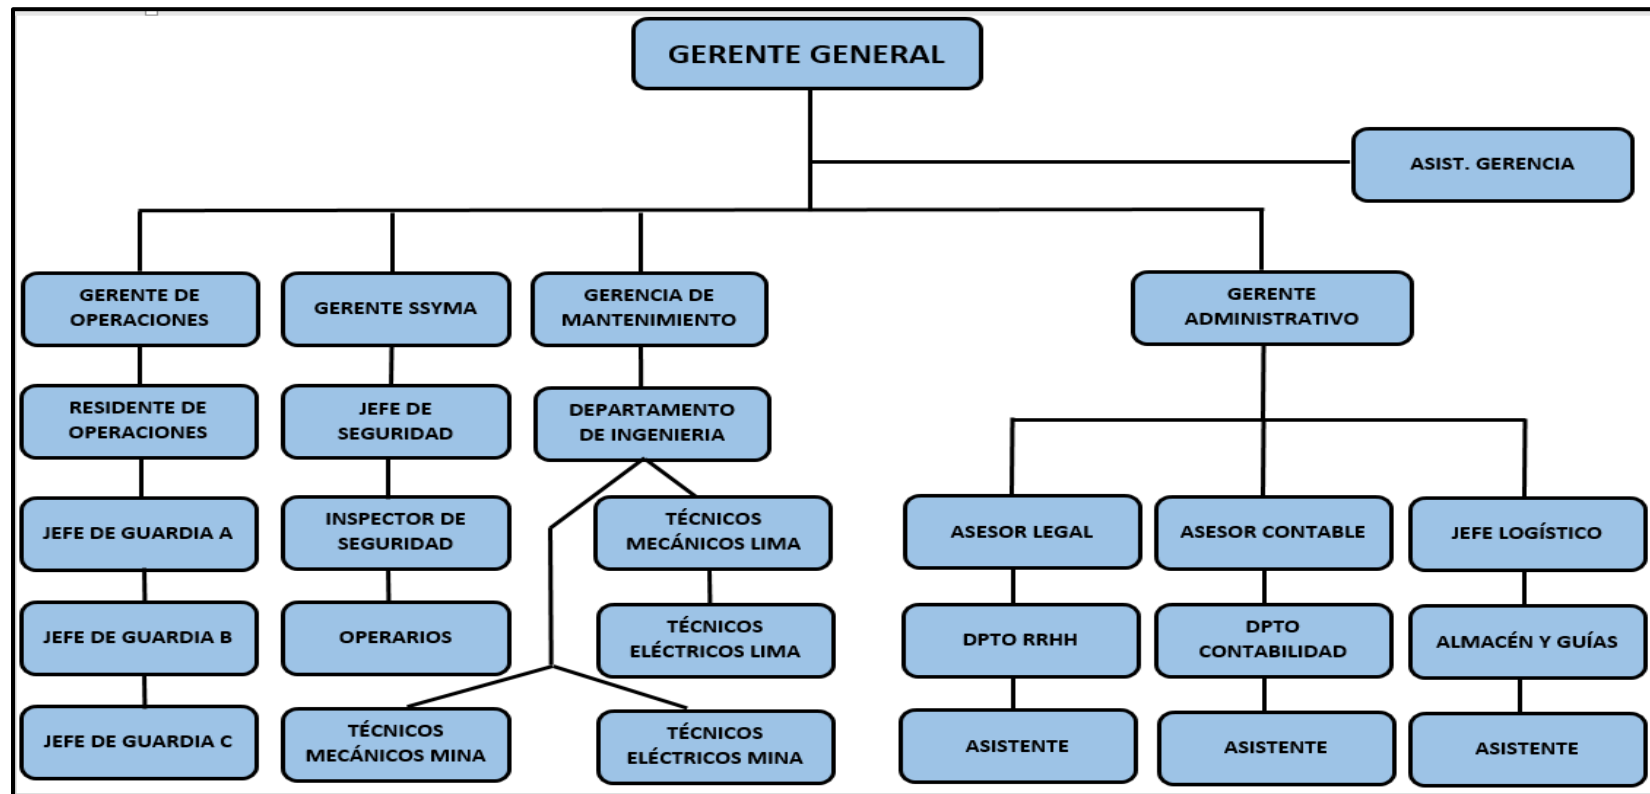 GERENTE GENERAL
ASIST. GERENCIA
GERENTE DE
OPERACIONES
GERENTE SSYMA
GERENCIA DE
MANTENIMIENTO
GERENTE
ADMINISTRATIVO
RESIDENTE DE
OPERACIONES
JEFE DE
SEGURIDAD
DEPARTAMENTO
DE INGENIERIA
JEFE DE GUARDIA A
INSPECTOR DE
SEGURIDAD
TÉCNICOS
MECÁNICOS LIMA
ASESOR LEGAL
ASESOR CONTABLE
JEFE LOGÍSTICO
JEFE DE GUARDIA B
OPERARIOS
TÉCNICOS
ELÉCTRICOS LIMA
DPTO RRHH
DPTO
CONTABILIDAD
ALMACÉN Y GUÍAS
JEFE DE GUARDIA C
TÉCNICOS
MECÁNICOS MINA
TÉCNICOS
ELÉCTRICOS MINA
ASISTENTE
ASISTENTE
ASISTENTE